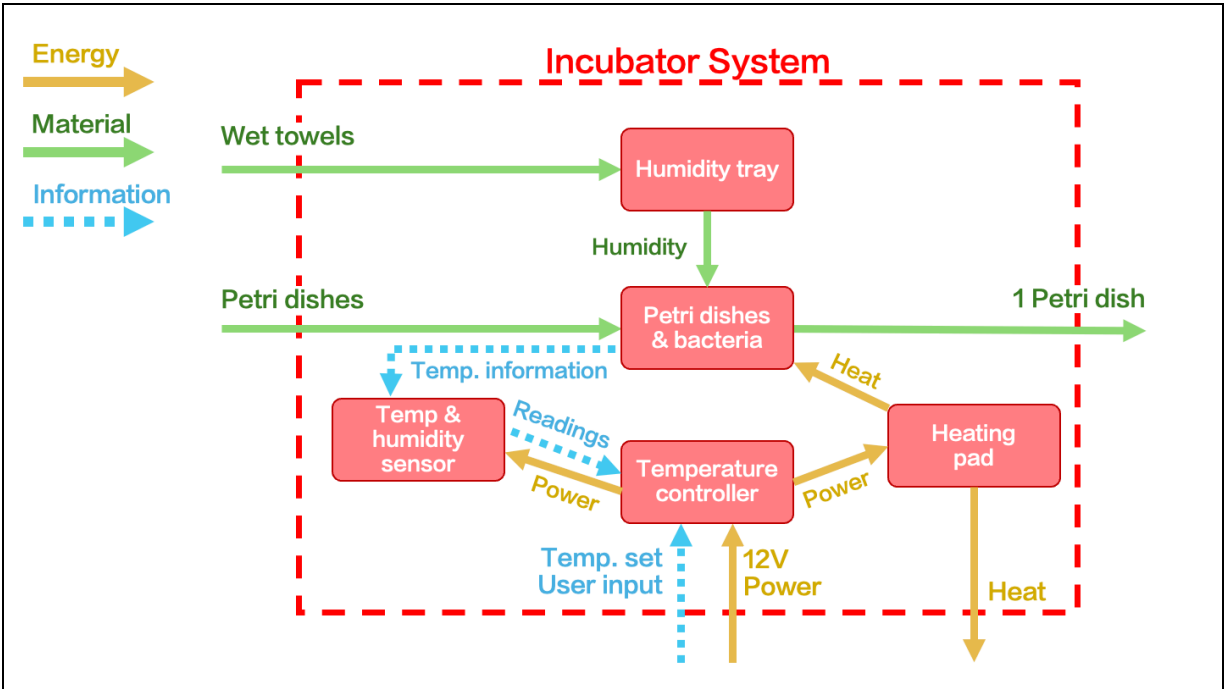 Energy
Incubator System
Material
Wet towels
Humidity tray
Information
Humidity
Petri dishes
Petri dishes
& bacteria
1 Petri dish
Temp. information
Heat
Temp &
humidity
sensor
Readings
Heating
pad
Temperature
controller
Power
Power
Temp. set
User input
12V
Power
Heat